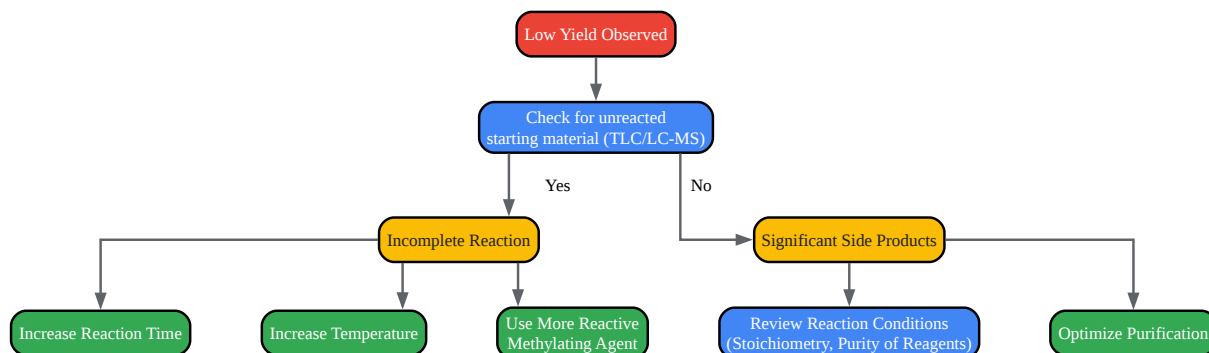 Low Yield Observed
Check for unreacted
starting material (TLC/LC-MS)
Yes
No
Incomplete Reaction
Significant Side Products
Increase Reaction Time
Increase Temperature
Use More Reactive
Methylating Agent
Review Reaction Conditions
(Stoichiometry, Purity of Reagents)
Optimize Purification